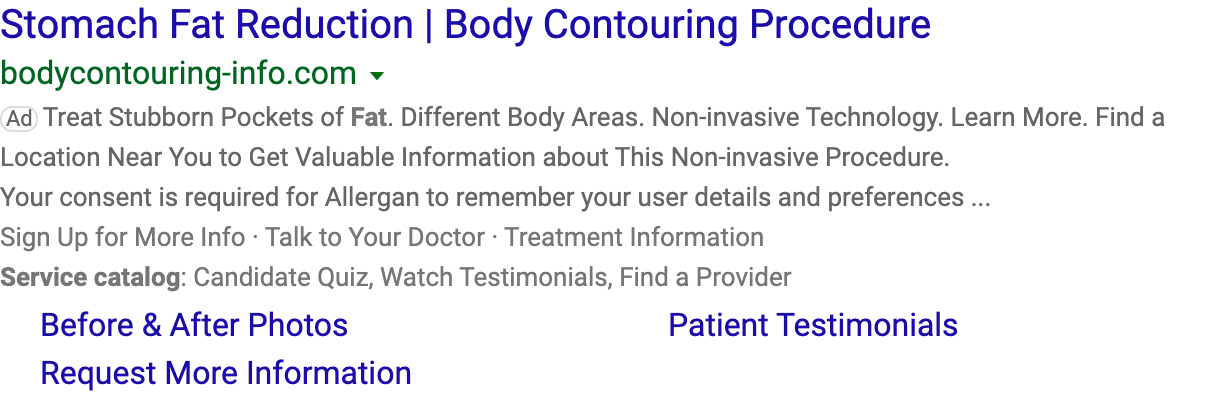 Stomach Fat Reduction | Body Contouring Procedure
bodycontouring-info.com
Ad Treat Stubborn Pockets of Fat. Different Body Areas. Non-invasive Technology. Learn More. Find a
Location Near You to Get Valuable Information about This Non-invasive Procedure.
Your consent is required for Allergan to remember your user details and preferences ...
Sign Up for More Info · Talk to Your Doctor · Treatment Information
Service catalog: Candidate Quiz, Watch Testimonials, Find a Provider
Before & After Photos Patient Testimonials
Request More Information